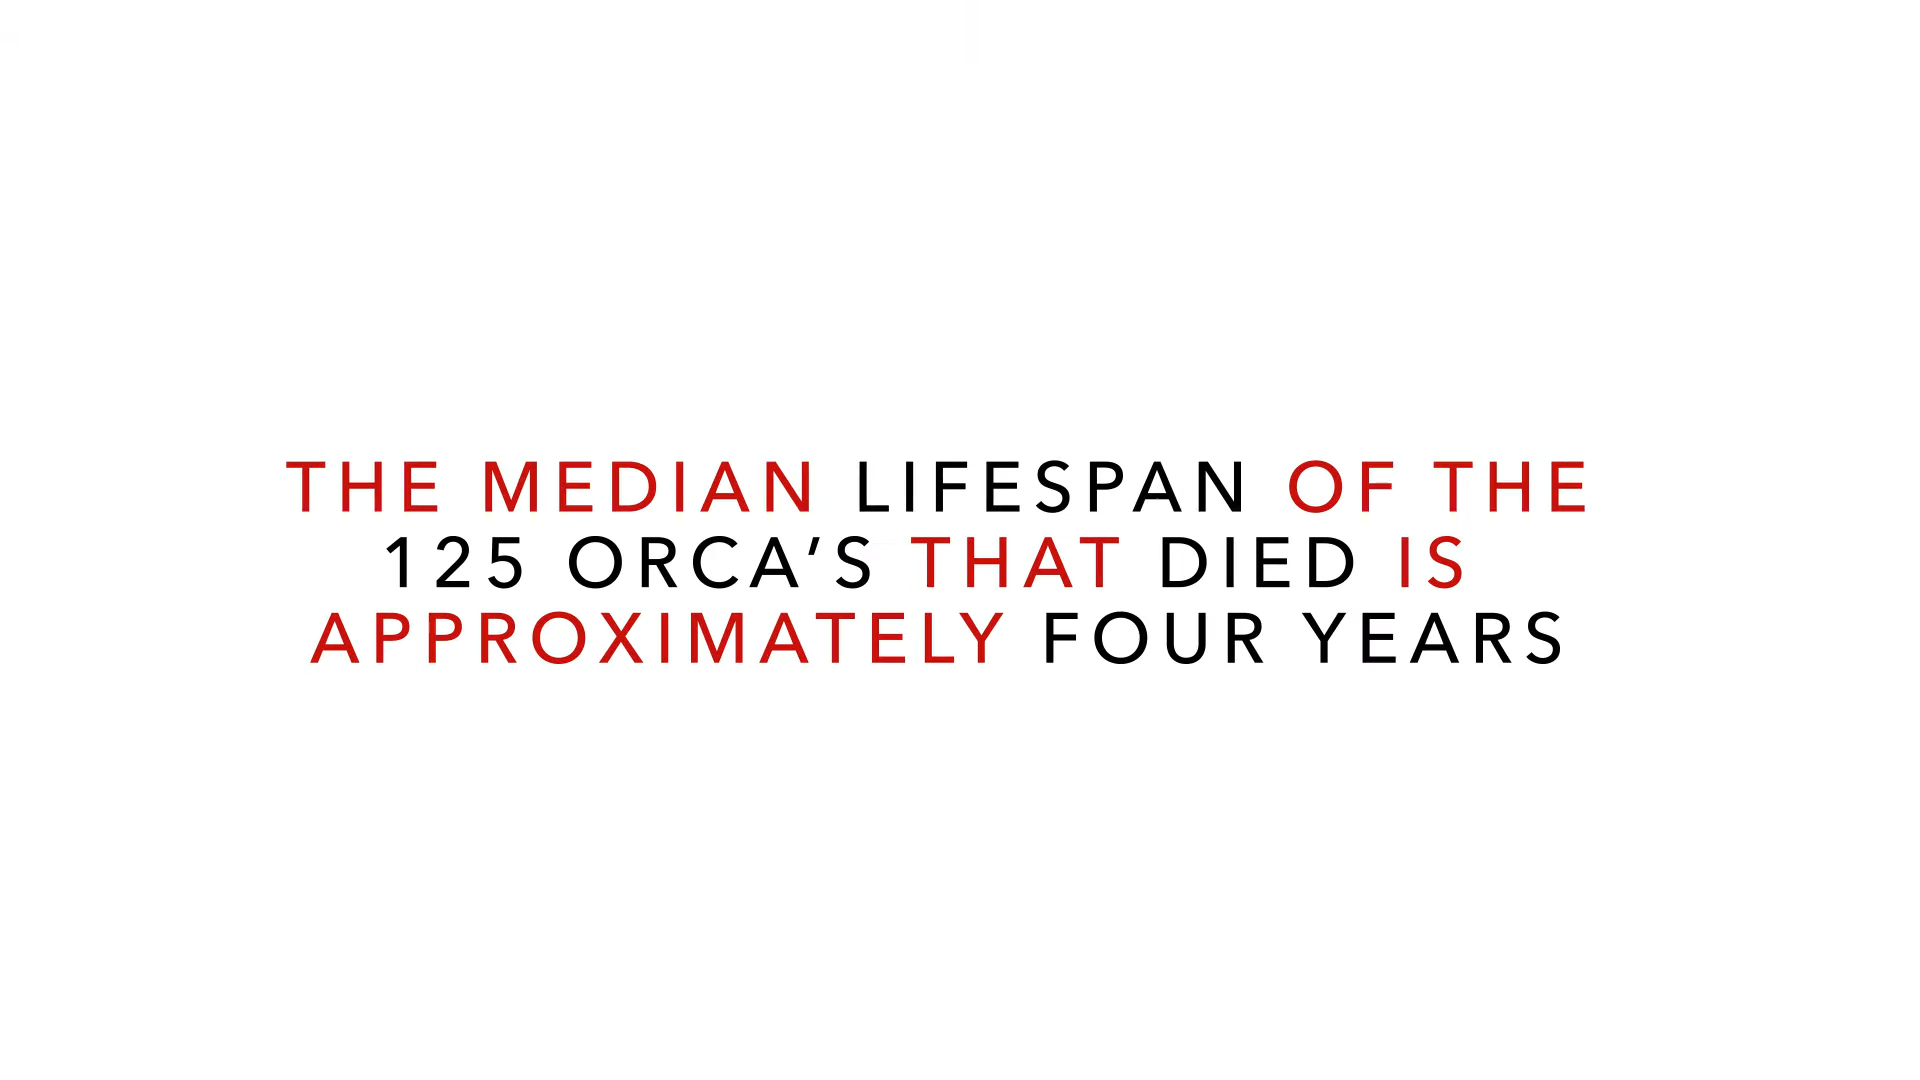 THE MEDIAN LIFESPAN OF THE
125 ORCA’S THAT DIED IS
APPROXIMATELY FOUR YEARS